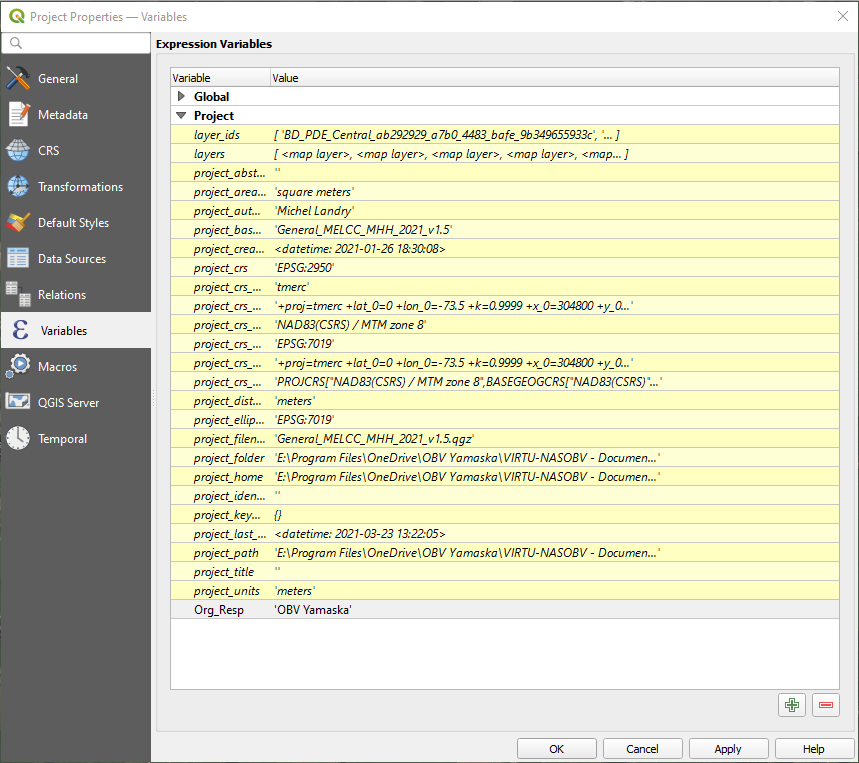 Project Properties — Variables
Expression Variables
General
Metadata
CRS
Transformations
Default Styles
Data Sources
Relations
Variables
Macros
QGIS Server
Temporal
Variable Value
Global
Project
layer_ids [ 'BD_PDE_Central_ab292929_a7b0_4483_bafe_9b349655933c', '... ]
layers [ <map layer>, <map layer>, <map layer>, <map layer>, <map... ]
project_abst... ''
project_area... 'square meters'
project_aut... 'Michel Landry'
project_bas... 'General_MELCC_MHH_2021_v1.5'
project_crea... <datetime: 2021-01-26 18:30:08>
project_crs 'EPSG:2950'
project_crs_... 'tmerc'
project_crs_... '+proj=tmerc +lat_0=0 +lon_0=-73.5 +k=0.9999 +x_0=304800 +y_0...'
project_crs_... 'NAD83(CSRS) / MTM zone 8'
project_crs_... 'EPSG:7019'
project_crs_... '+proj=tmerc +lat_0=0 +lon_0=-73.5 +k=0.9999 +x_0=304800 +y_0...'
project_crs_... 'PROJCRS["NAD83(CSRS) / MTM zone 8",BASEGEOGCRS["NAD83(CSRS)"...'
project_dist... 'meters'
project_ellip... 'EPSG:7019'
project_filen... 'General_MELCC_MHH_2021_v1.5.qgz'
project_folder 'E:\Program Files\OneDrive\OBV Yamaska\VIRTU-NASOBV - Documen...'
project_home 'E:\Program Files\OneDrive\OBV Yamaska\VIRTU-NASOBV - Documen...'
project_iden... ''
project_key... {}
project_last_... <datetime: 2021-03-23 13:22:05>
project_path 'E:\Program Files\OneDrive\OBV Yamaska\VIRTU-NASOBV - Documen...'
project_title ''
project_units 'meters'
Org_Resp 'OBV Yamaska'
OK Cancel Apply Help